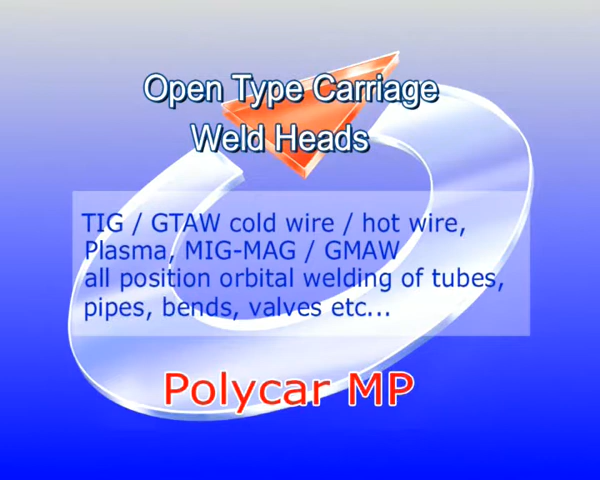 Open Type Carriage
Weld Heads
TIG / GTAW cold wire / hot wire,
Plasma, MIG-MAG / GMAW
all position orbital welding of tubes,
pipes, bends, valves etc...
Polycar MP